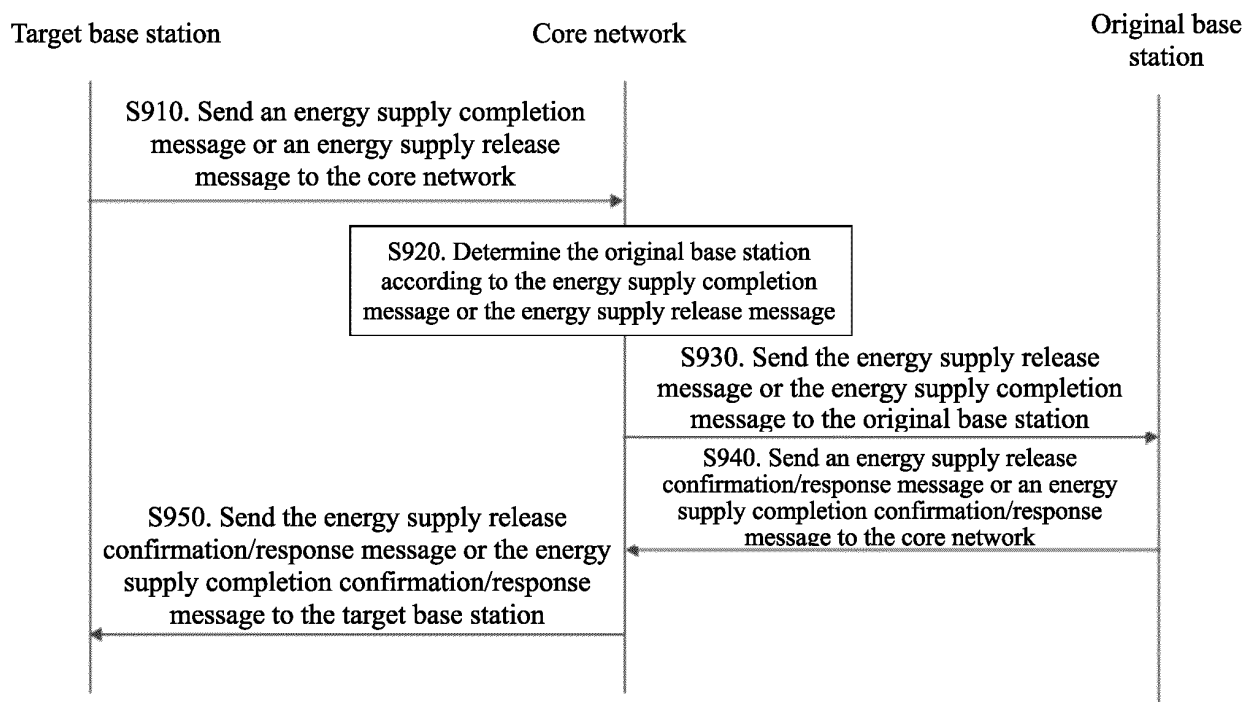 Target base station
Core network
Original base
station
S910. Send an energy supply completion
message or an energy supply release
message to the core network
S920. Determine the original base station
according to the energy supply completion
message or the energy supply release message
S930. Send the energy supply release
message or the energy supply completion
message to the original base station
S940. Send an energy supply release
confirmation/response message or an energy
supply completion confirmation/response
message to the core network
S950. Send the energy supply release
confirmation/response message or the energy
supply completion confirmation/response
message to the target base station